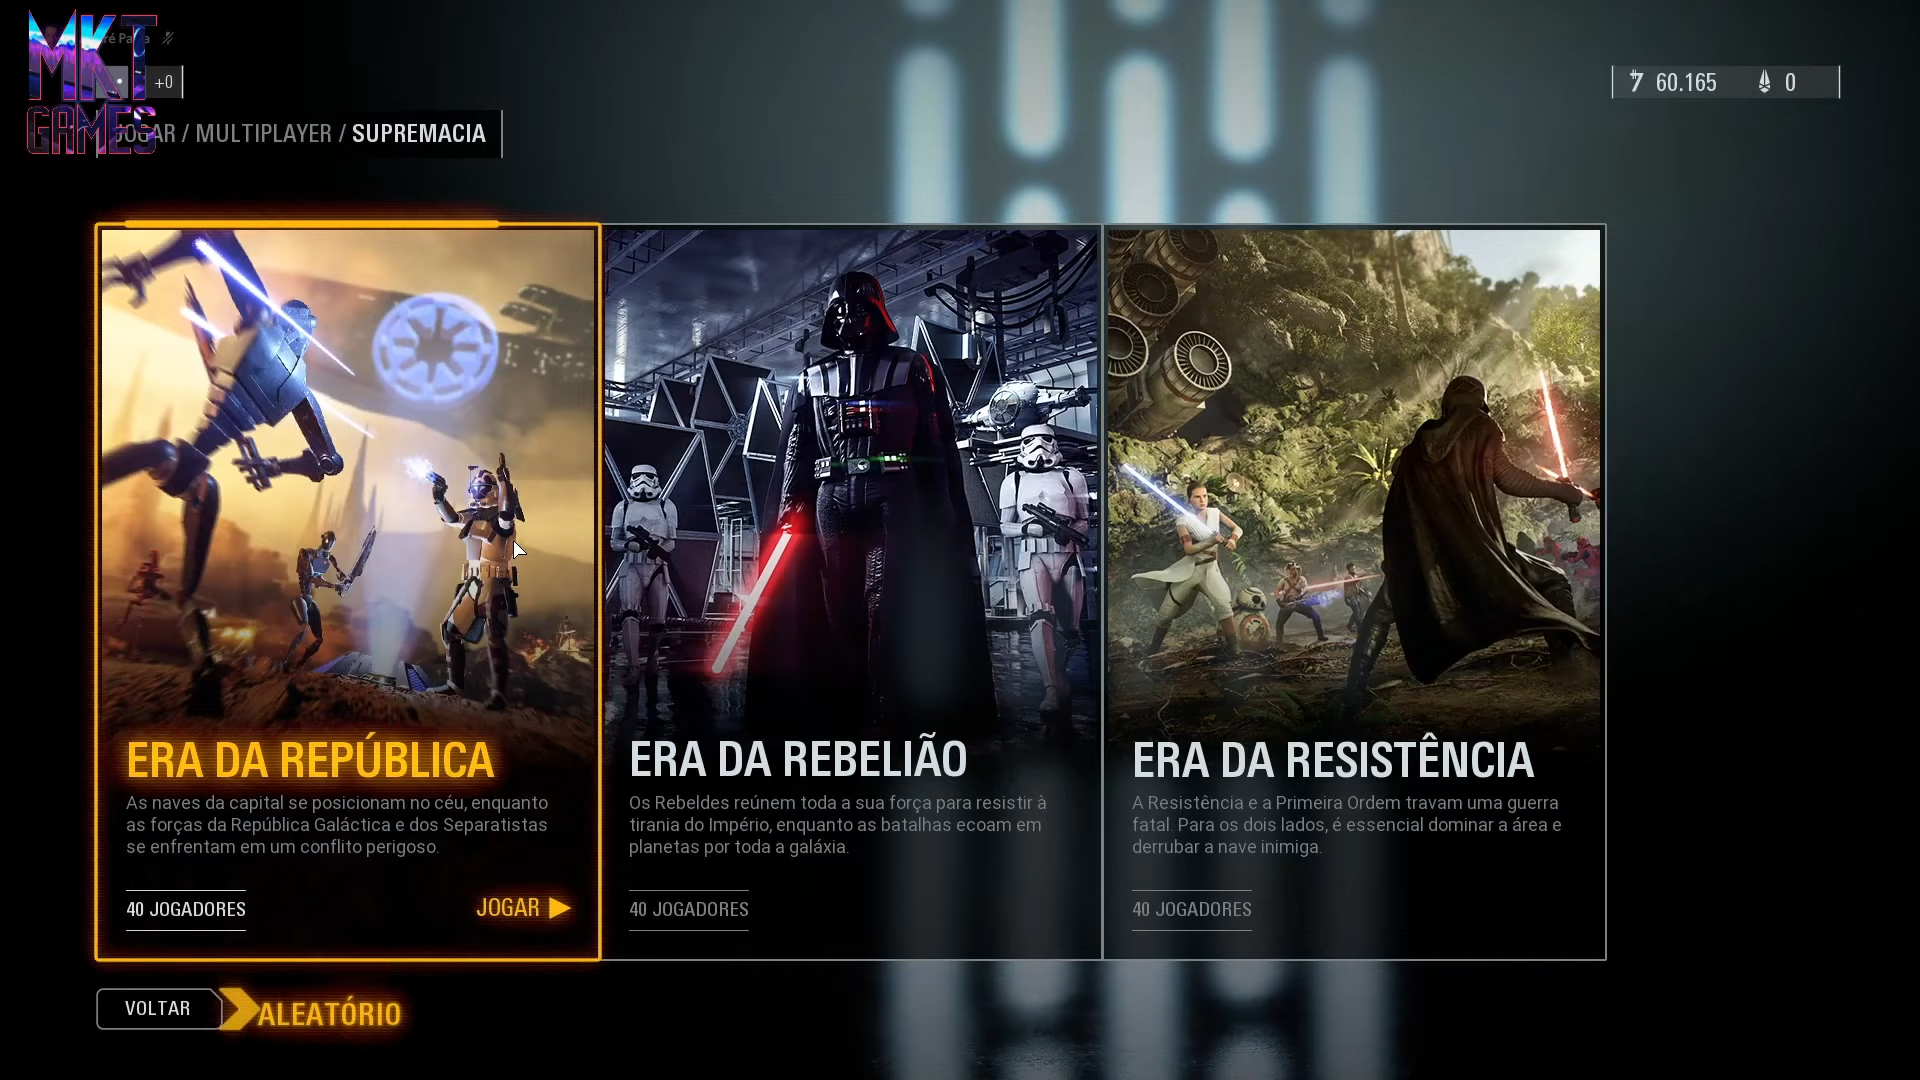 MKT
GAMES
+0
7 60.165 0
JOGAR / MULTIPLAYER / SUPREMACIA
ERA DA REPÚBLICA
As naves da capital se posicionam no céu, enquanto
as forças da República Galáctica e dos Separatistas
se enfrentam em um conflito perigoso.
40 JOGADORES
JOGAR
ERA DA REBELIÃO
Os Rebeldes reúnem toda a sua força para resistir à
tirania do Império, enquanto as batalhas ecoam em
planetas por toda a galáxia.
40 JOGADORES
ERA DA RESISTÊNCIA
A Resistência e a Primeira Ordem travam uma guerra
fatal. Para os dois lados, é essencial dominar a área e
derrubar a nave inimiga.
40 JOGADORES
VOLTAR
ALEATÓRIO